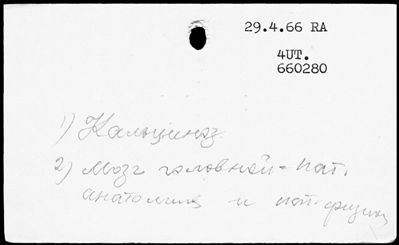 29.4.66 RA
4UT.
660280
1) Кальциноз
2) Мозг головной - пат.
анатомия и пат. физиол